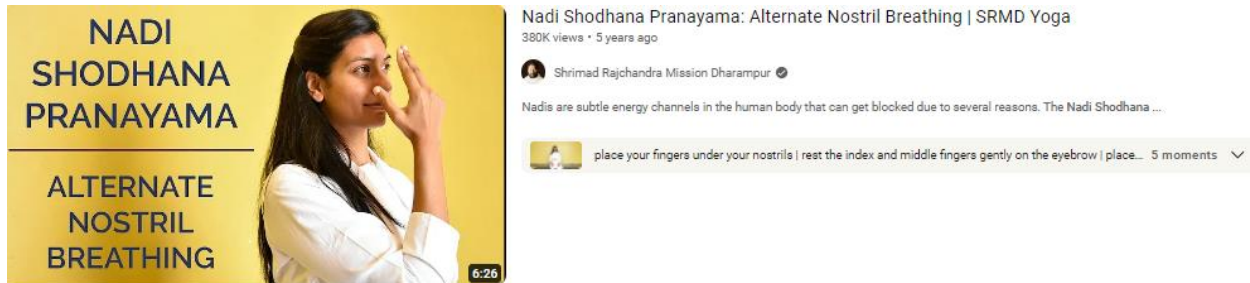 NADI
SHODHANA
PRANAYAMA
ALTERNATE
NOSTRIL
BREATHING
6:26
Nadi Shodhana Pranayama: Alternate Nostril Breathing | SRMD Yoga
380K views • 5 years ago
Shrimad Rajchandra Mission Dharampur
Nadis are subtle energy channels in the human body that can get blocked due to several reasons. The Nadi Shodhana ...
place your fingers under your nostrils | rest the index and middle fingers gently on the eyebrow | place... 5 moments